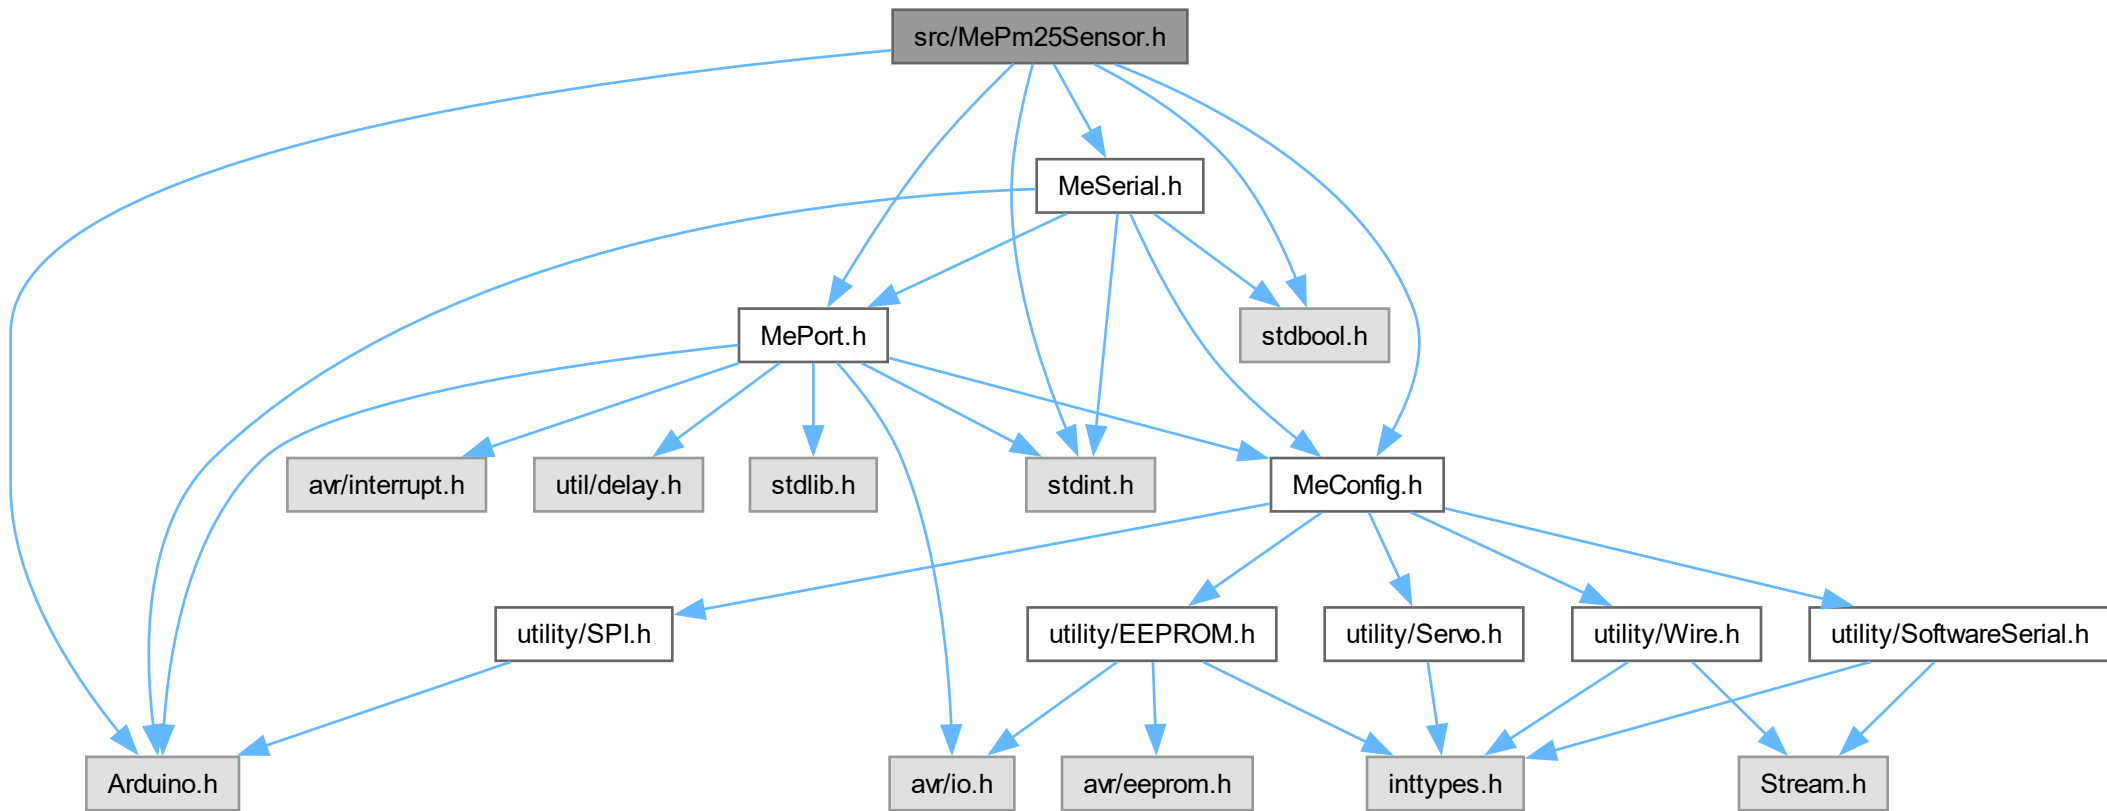 src/MePm25Sensor.h
MeSerial.h
MePort.h
stdbool.h
avr/interrupt.h
util/delay.h
stdlib.h
stdint.h
MeConfig.h
utility/SPI.h
utility/EEPROM.h
utility/Servo.h
utility/Wire.h
utility/SoftwareSerial.h
Arduino.h
avr/io.h
avr/eeprom.h
inttypes.h
Stream.h